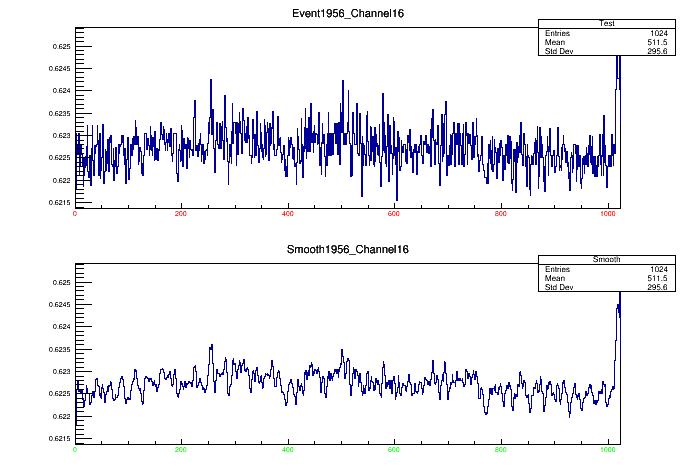 Event1956_Channel16
Test
Entries 1024
Mean 511.5
Std Dev 295.6
0.625
0.6245
0.624
0.6235
0.623
0.6225
0.622
0.6215
0 200 400 600 800 1000
Smooth1956_Channel16
Smooth
Entries 1024
Mean 511.5
Std Dev 295.6
0.625
0.6245
0.624
0.6235
0.623
0.6225
0.622
0.6215
0 200 400 600 800 1000